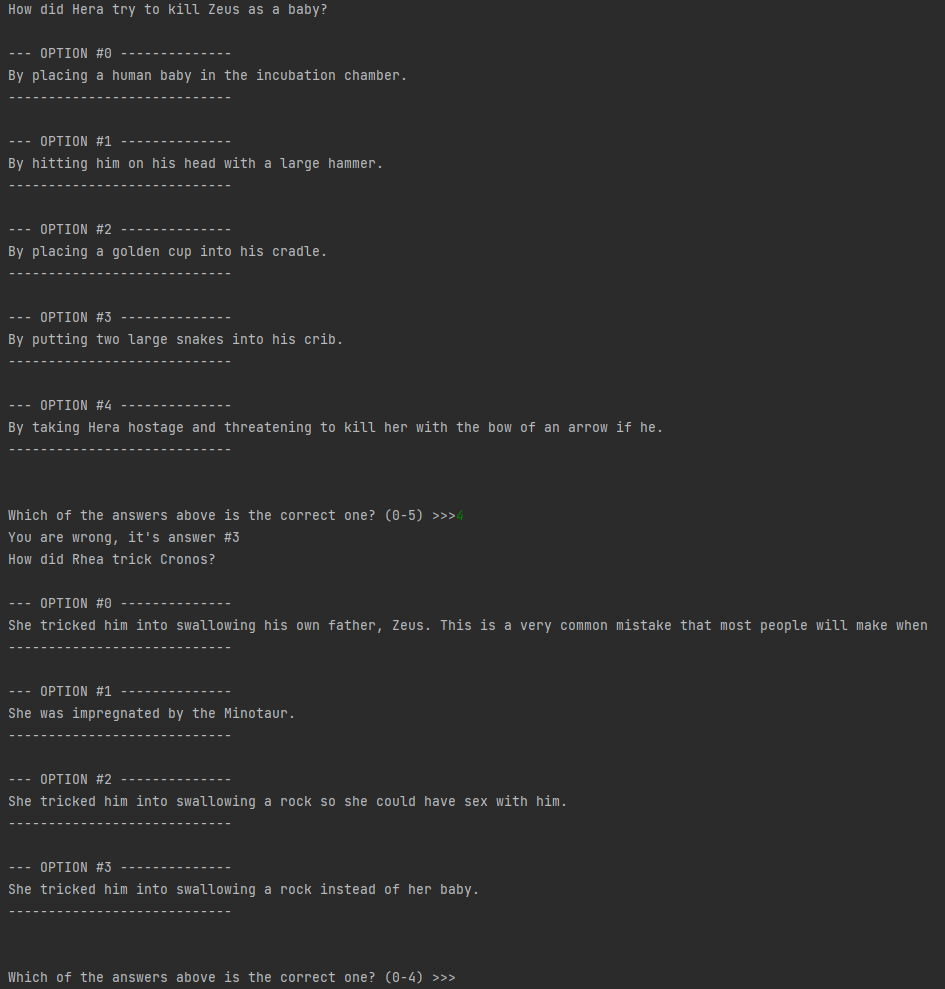 How did Hera try to kill Zeus as a baby?
--- OPTION #0 --------------
By placing a human baby in the incubation chamber.
----------------------------
--- OPTION #1 --------------
By hitting him on his head with a large hammer.
----------------------------
--- OPTION #2 --------------
By placing a golden cup into his cradle.
----------------------------
--- OPTION #3 --------------
By putting two large snakes into his crib.
----------------------------
--- OPTION #4 --------------
By taking Hera hostage and threatening to kill her with the bow of an arrow if he.
----------------------------
Which of the answers above is the correct one? (0-5) >>>4
You are wrong, it's answer #3
How did Rhea trick Cronos?
--- OPTION #0 --------------
She tricked him into swallowing his own father, Zeus. This is a very common mistake that most people will make when
----------------------------
--- OPTION #1 --------------
She was impregnated by the Minotaur.
----------------------------
--- OPTION #2 --------------
She tricked him into swallowing a rock so she could have sex with him.
----------------------------
--- OPTION #3 --------------
She tricked him into swallowing a rock instead of her baby.
----------------------------
Which of the answers above is the correct one? (0-4) >>>